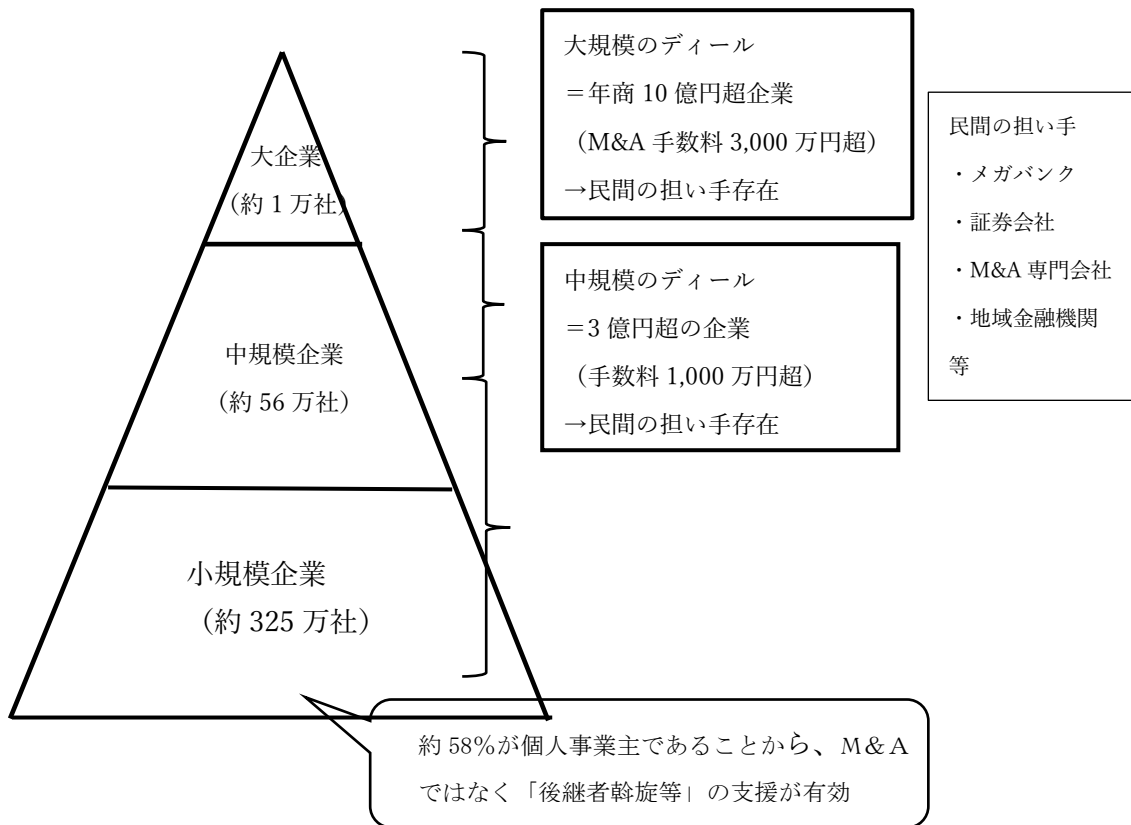 大企業
（約 1 万社）
中規模企業
（約 56 万社）
小規模企業
（約 325 万社）
大規模のディール
＝年商 10 億円超企業
（M&A 手数料 3,000 万円超）
→民間の担い手存在
中規模のディール
＝3 億円超の企業
（手数料 1,000 万円超）
→民間の担い手存在
民間の担い手
・メガバンク
・証券会社
・M&A 専門会社
・地域金融機関
等
約 58％が個人事業主であることから、Ｍ＆Ａ
ではなく「後継者斡旋等」の支援が有効